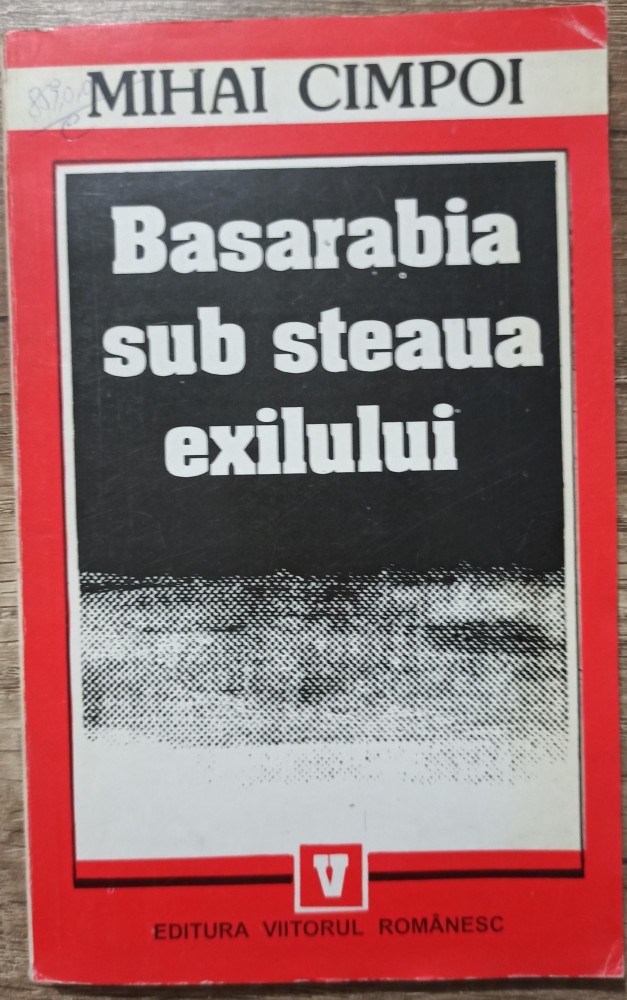 MIHAI CIMPOI
Basarabia
sub steaua
exilului
V
EDITURA VIITORUL ROMÂNESC